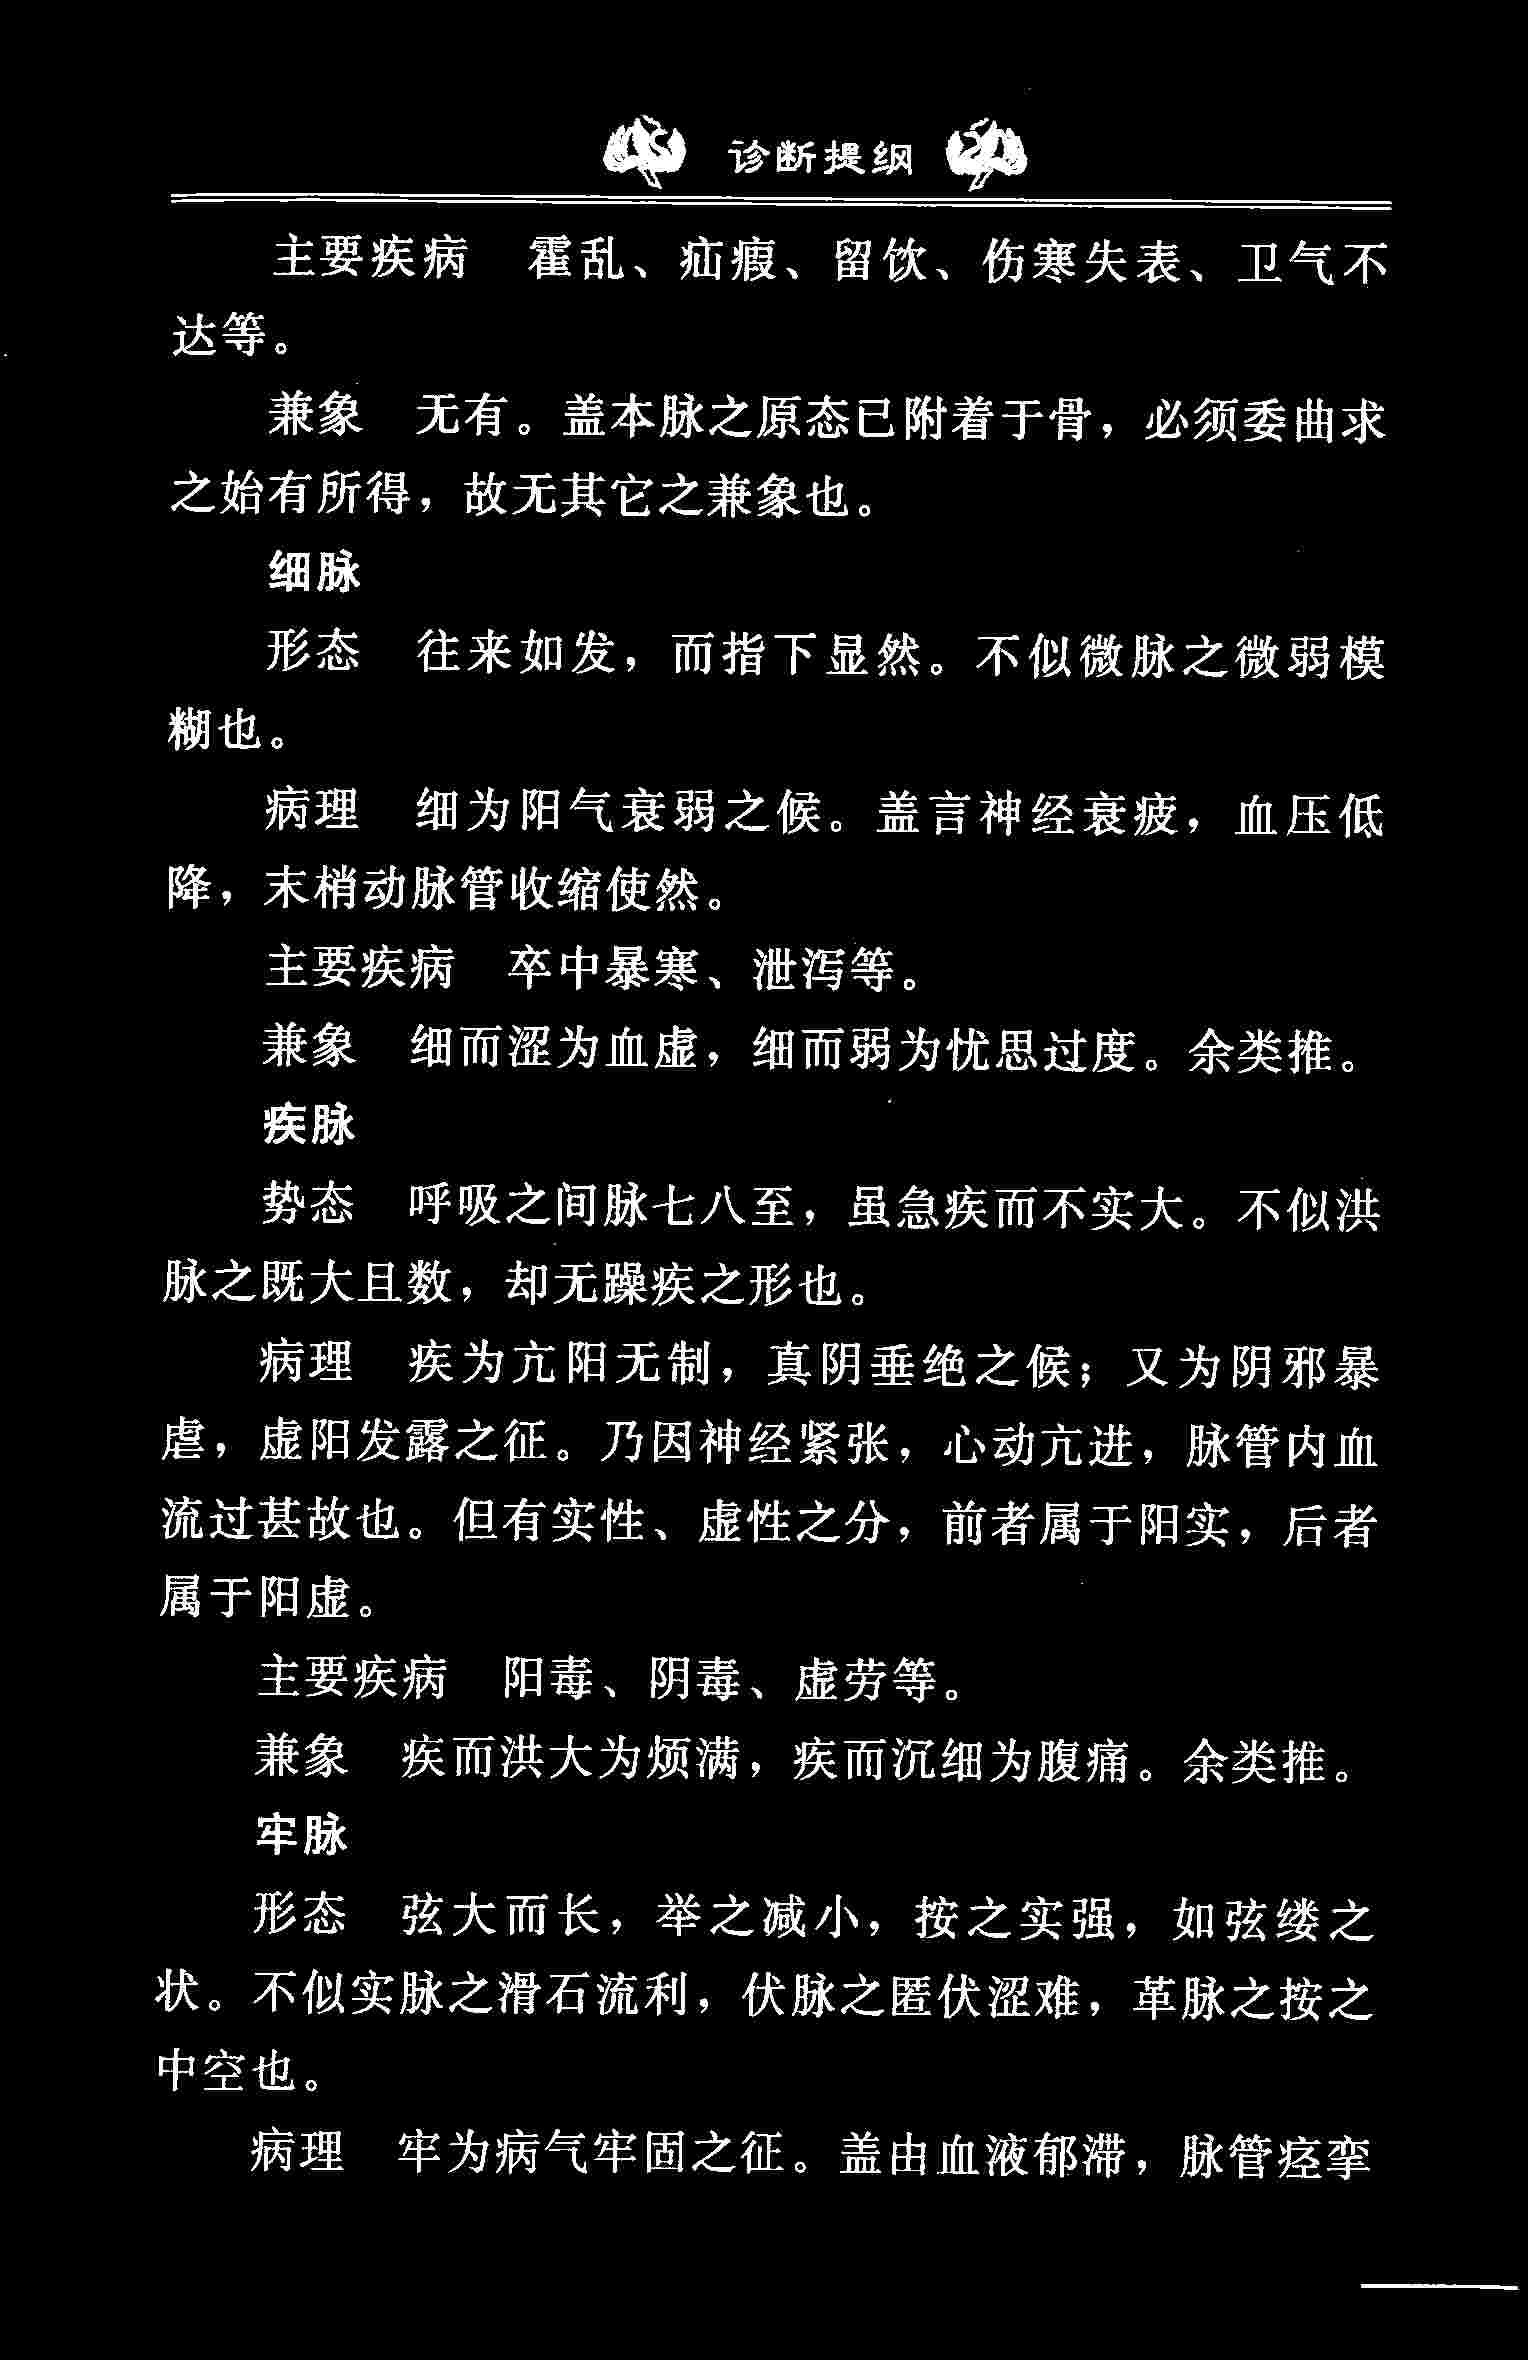 诊断提纲
主要疾病　霍乱、疝瘕、留饮、伤寒失表、卫气不
达等。
兼象　无有。盖本脉之原态已附着于骨，必须委曲求
之始有所得，故无其它之兼象也。
细脉
形态　往来如发，而指下显然。不似微脉之微弱模
糊也。
病理　细为阳气衰弱之候。盖言神经衰疲，血压低
降，末梢动脉管收缩使然。
主要疾病　卒中暴寒、泄泻等。
兼象　细而涩为血虚，细而弱为忧思过度。余类推。
疾脉
势态　呼吸之间脉七八至，虽急疾而不实大。不似洪
脉之既大且数，却无躁疾之形也。
病理　疾为亢阳无制，真阴垂绝之候；又为阴邪暴
虐，虚阳发露之征。乃因神经紧张，心动亢进，脉管内血
流过甚故也。但有实性、虚性之分，前者属于阳实，后者
属于阳虚。
主要疾病　阳毒、阴毒、虚劳等。
兼象　疾而洪大为烦满，疾而沉细为腹痛。余类推。
牢脉
形态　弦大而长，举之减小，按之实强，如弦缕之
状。不似实脉之滑石流利，伏脉之匿伏涩难，革脉之按之
中空也。
病理　牢为病气牢固之征。盖由血液郁滞，脉管痉挛